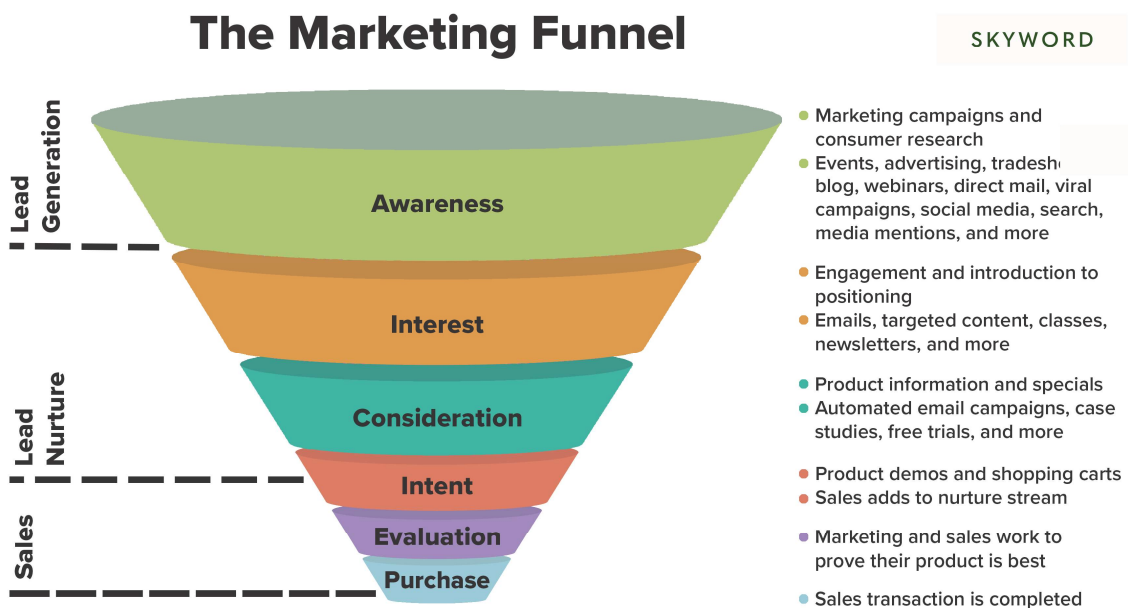 The Marketing Funnel
SKYWORD
Lead
Generation
Awareness
Marketing campaigns and
consumer research
Events, advertising,
blog, webinars, direct mail, viral
campaigns, social media, search,
media mentions, and more
Interest
Engagement and introduction to
positioning
Emails, targeted content, classes,
newsletters, and more
Lead
Nurture
Consideration
Product information and specials
Automated email campaigns, case
studies, free trials, and more
Intent
Product demos and shopping carts
Sales adds to nurture stream
Sales
Evaluation
Marketing and sales work to
prove their product is best
Purchase
Sales transaction is completed